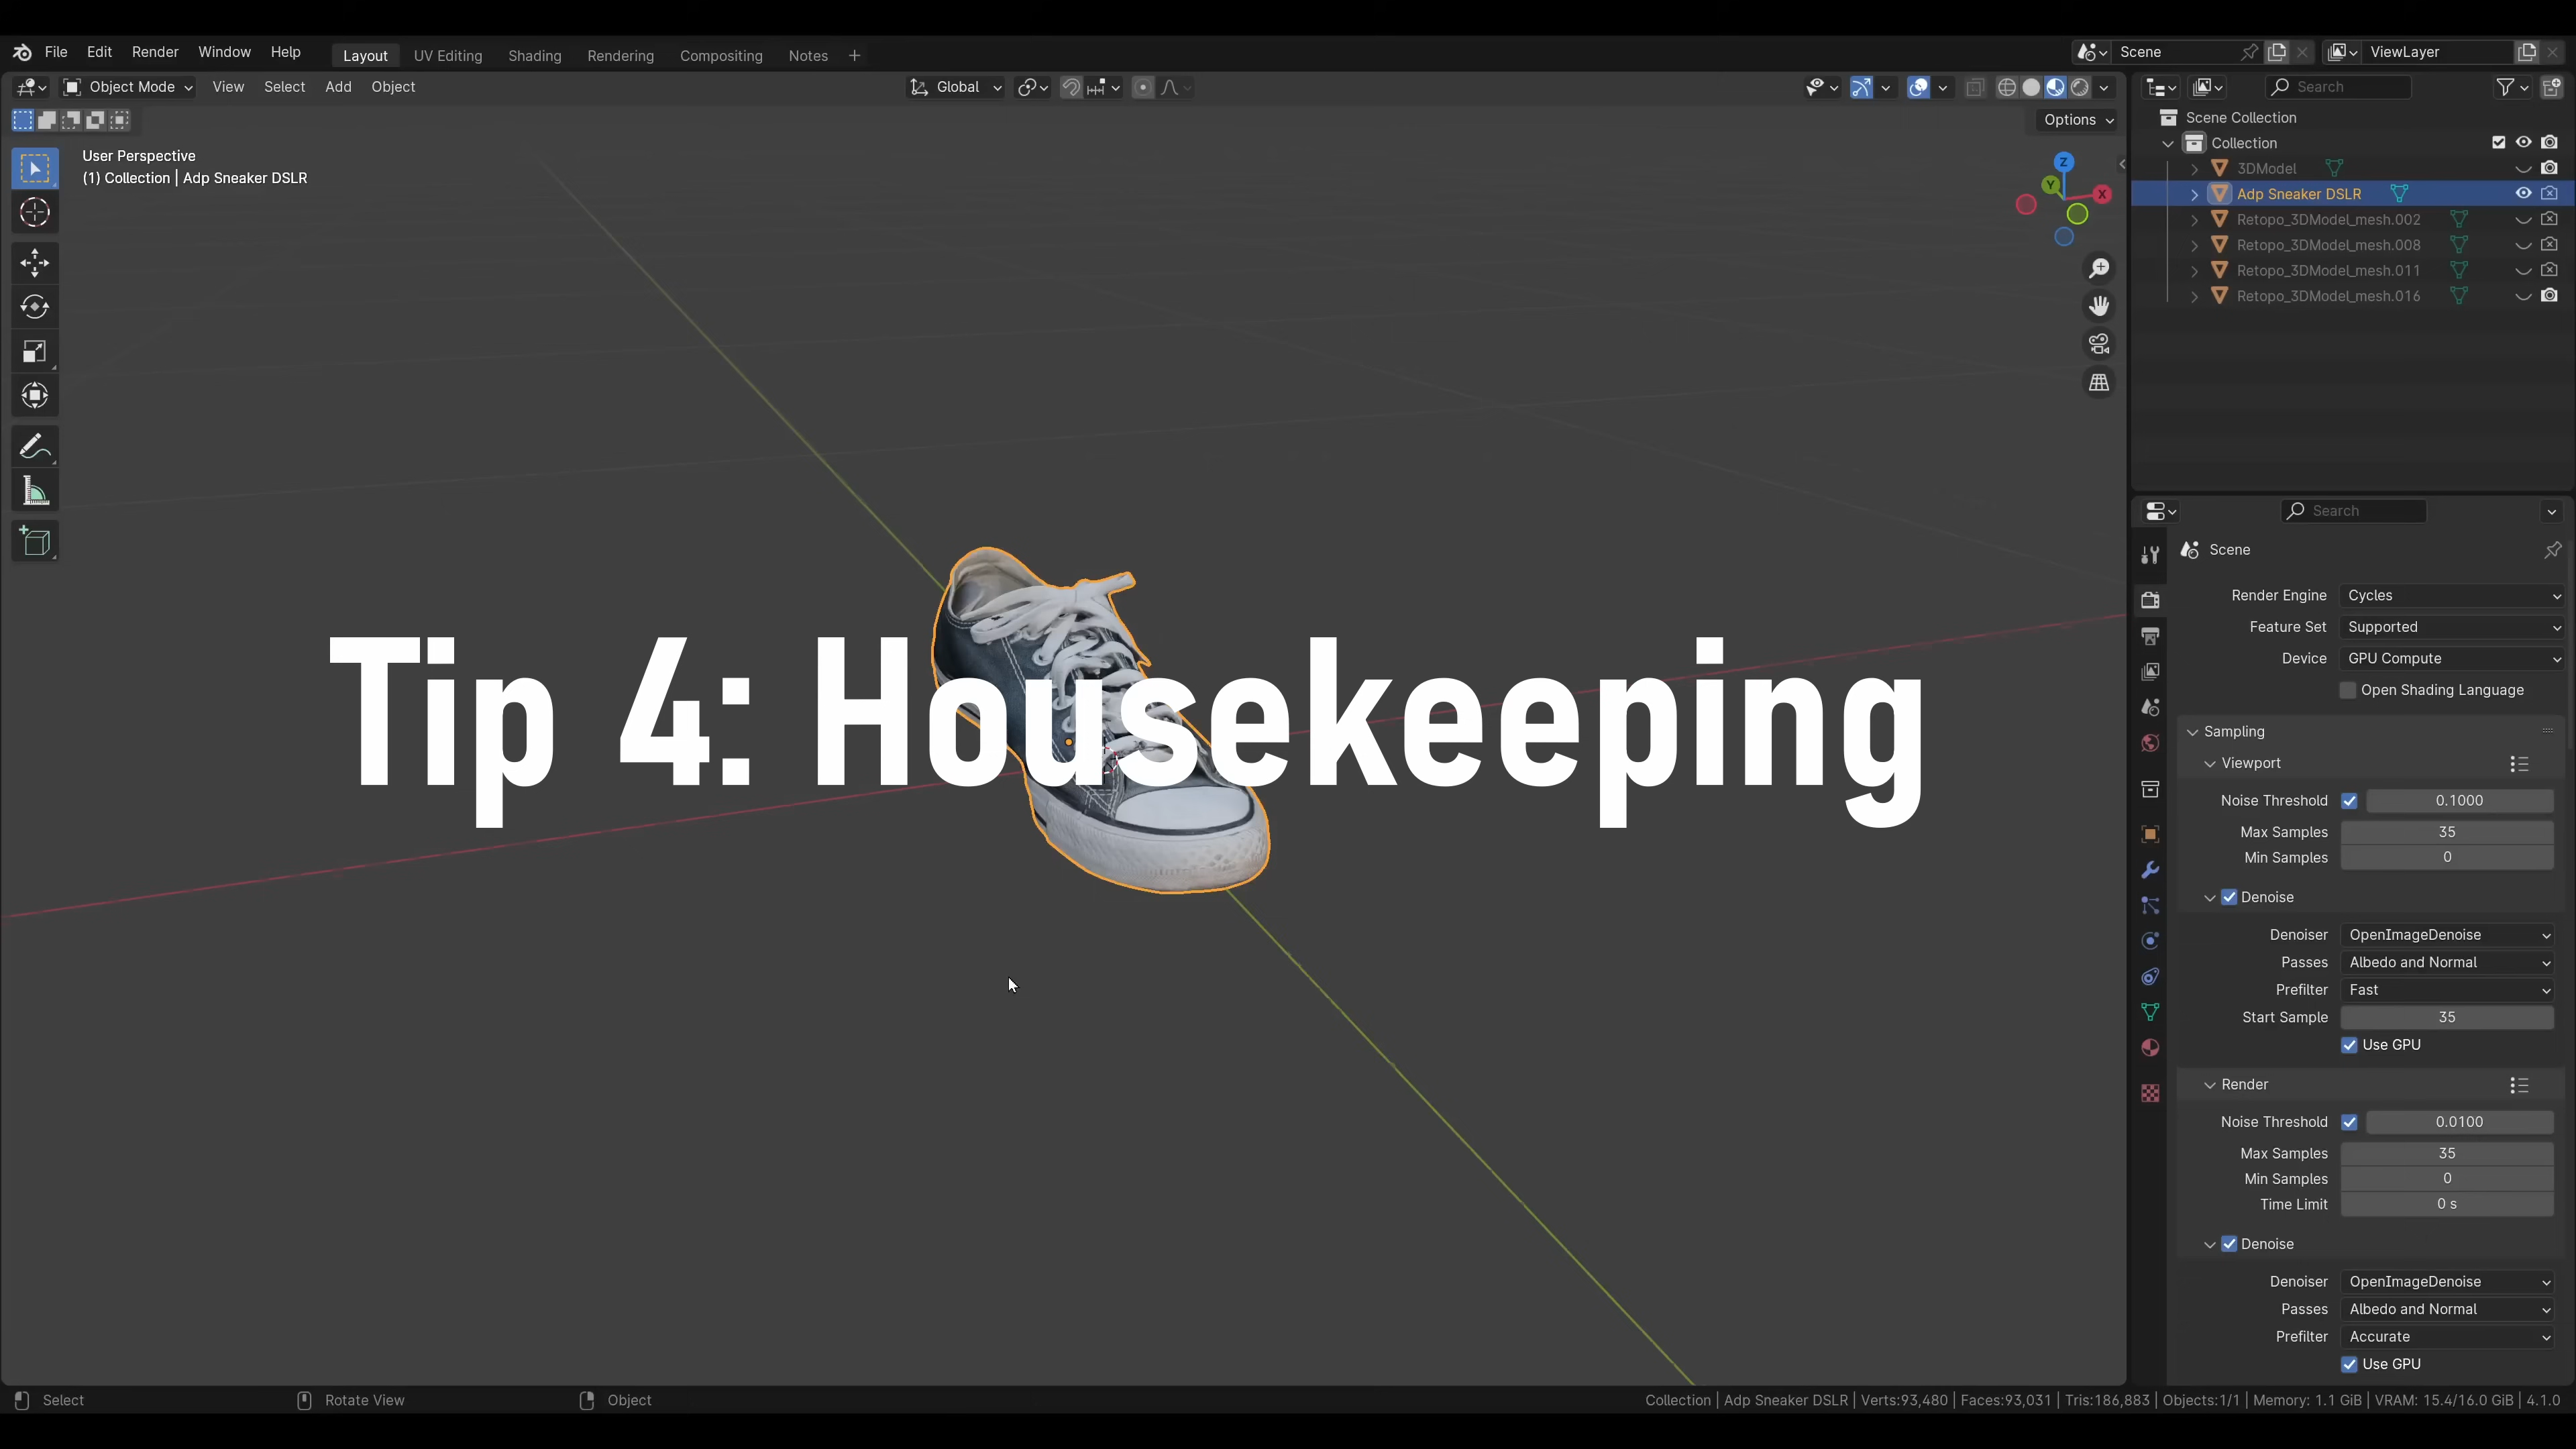 File Edit Render Window Help Layout UV Editing Shading Rendering Compositing Notes + Scene ViewLayer
Object Mode View Select Add Object Global Search
Options
User Perspective
(1) Collection | Adp Sneaker DSLR
Z
Y
X
Scene Collection
Collection
3DModel
Adp Sneaker DSLR
Retopo_3DModel_mesh.002
Retopo_3DModel_mesh.008
Retopo_3DModel_mesh.011
Retopo_3DModel_mesh.016
Tip 4: Housekeeping
Search
Scene
Render Engine Cycles
Feature Set Supported
Device GPU Compute
Open Shading Language
Sampling
Viewport
Noise Threshold 0.1000
Max Samples 35
Min Samples 0
Denoise
Denoiser OpenImageDenoise
Passes Albedo and Normal
Prefilter Fast
Start Sample 35
Use GPU
Render
Noise Threshold 0.0100
Max Samples 35
Min Samples 0
Time Limit 0 s
Denoise
Denoiser OpenImageDenoise
Passes Albedo and Normal
Prefilter Accurate
Use GPU
Select Rotate View Object Collection | Adp Sneaker DSLR | Verts:93,480 | Faces:93,031 | Tris:186,883 | Objects:1/1 | Memory: 1.1 GiB | VRAM: 15.4/16.0 GiB | 4.1.0